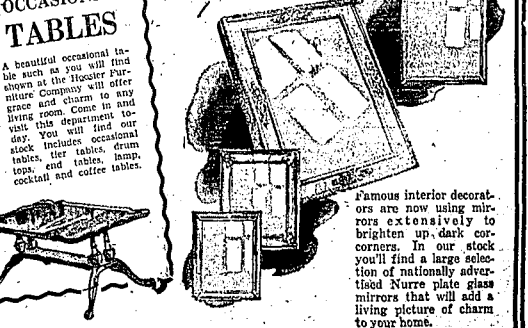 OCCASION
TABLES
A beautiful occasional ta-
ble such as you will find
shown at the Hoosier Fur-
niture Company will offer
grace and charm to any
living room. Come in and
visit this department to-
day. You will find our
stock includes occasional
tables, tier tables, drum
tops, end tables, lamp,
cocktail and coffee tables.
Famous interior decorat-
ors are now using mir-
rors extensively to
brighten up dark cor-
corners. In our stock
you'll find a large selec-
tion of nationally adver-
tised Nurre plate glass
mirrors that will add a
living picture of charm
to your home.